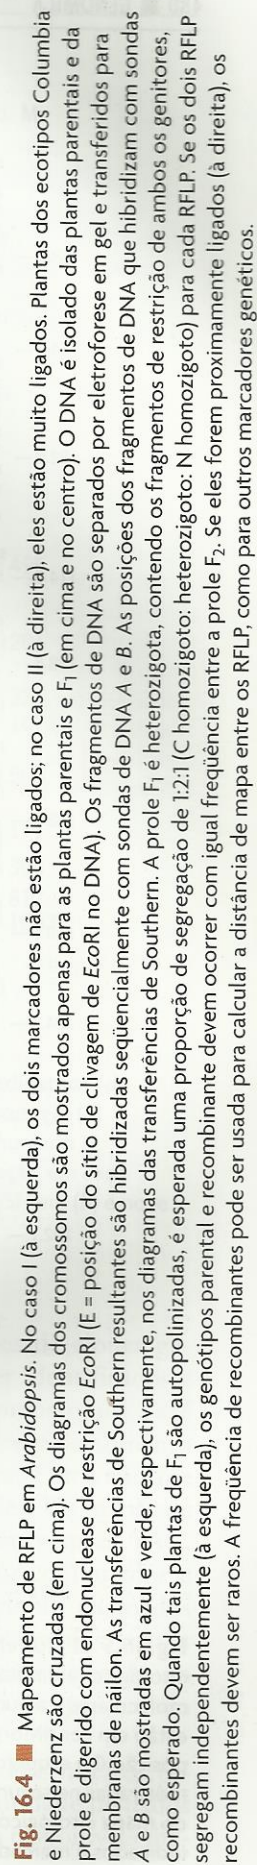 Fig. 16.4 Mapeamento de RFLP em Arabidopsis. No caso I (à esquerda), os dois marcadores não estão ligados; no caso II (à direita), eles estão muito ligados. Plantas dos ecotipos Columbia
e Niederzenz são cruzadas (em cima). Os diagramas dos cromossomos são mostrados apenas para as plantas parentais e F₁ (em cima e no centro). O DNA é isolado das plantas parentais e da
prole e digerido com endonuclease de restrição EcoRI (E = posição do sítio de clivagem de EcoRI no DNA). Os fragmentos de DNA são separados por eletroforese em gel e transferidos para
membranas de náilon. As transferências de Southern resultantes são hibridizadas seqüencialmente com sondas de DNA A e B. As posições dos fragmentos de DNA que hibridizam com sondas
A e B são mostradas em azul e verde, respectivamente, nos diagramas das transferências de Southern. A prole F₁ é heterozigota, contendo os fragmentos de restrição de ambos os genitores,
como esperado. Quando tais plantas de F₁ são autopolinizadas, é esperada uma proporção de segregação de 1:2:1 (C homozigoto: heterozigoto: N homozigoto) para cada RFLP. Se os dois RFLP
segregam independentemente (à esquerda), os genótipos parental e recombinante devem ocorrer com igual freqüência entre a prole F₂. Se eles forem proximamente ligados (à direita), os
recombinantes devem ser raros. A freqüência de recombinantes pode ser usada para calcular a distância de mapa entre os RFLP, como para outros marcadores genéticos.